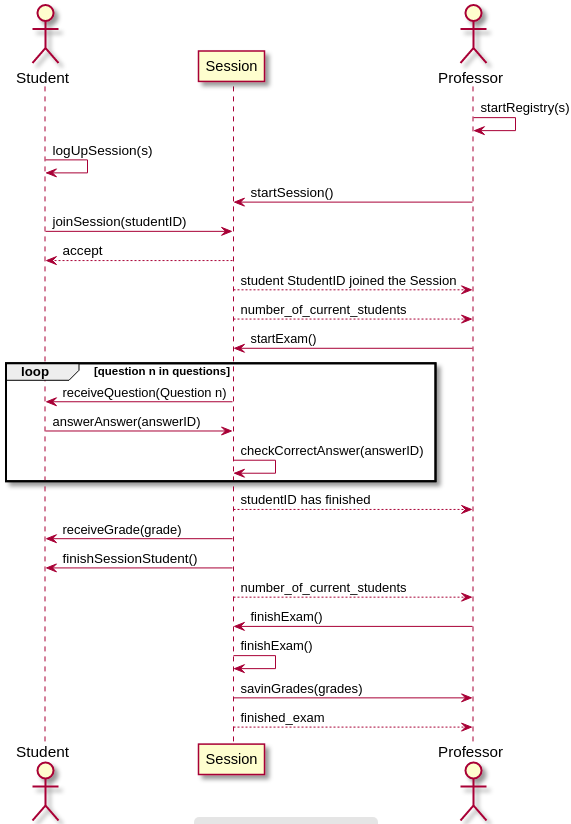 Student
Session
Professor
startRegistry(s)
logUpSession(s)
startSession()
joinSession(studentID)
accept
student StudentID joined the Session
number_of_current_students
startExam()
loop [question n in questions]
receiveQuestion(Question n)
answerAnswer(answerID)
checkCorrectAnswer(answerID)
studentID has finished
receiveGrade(grade)
finishSessionStudent()
number_of_current_students
finishExam()
finishExam()
savinGrades(grades)
finished_exam
Student
Session
Professor